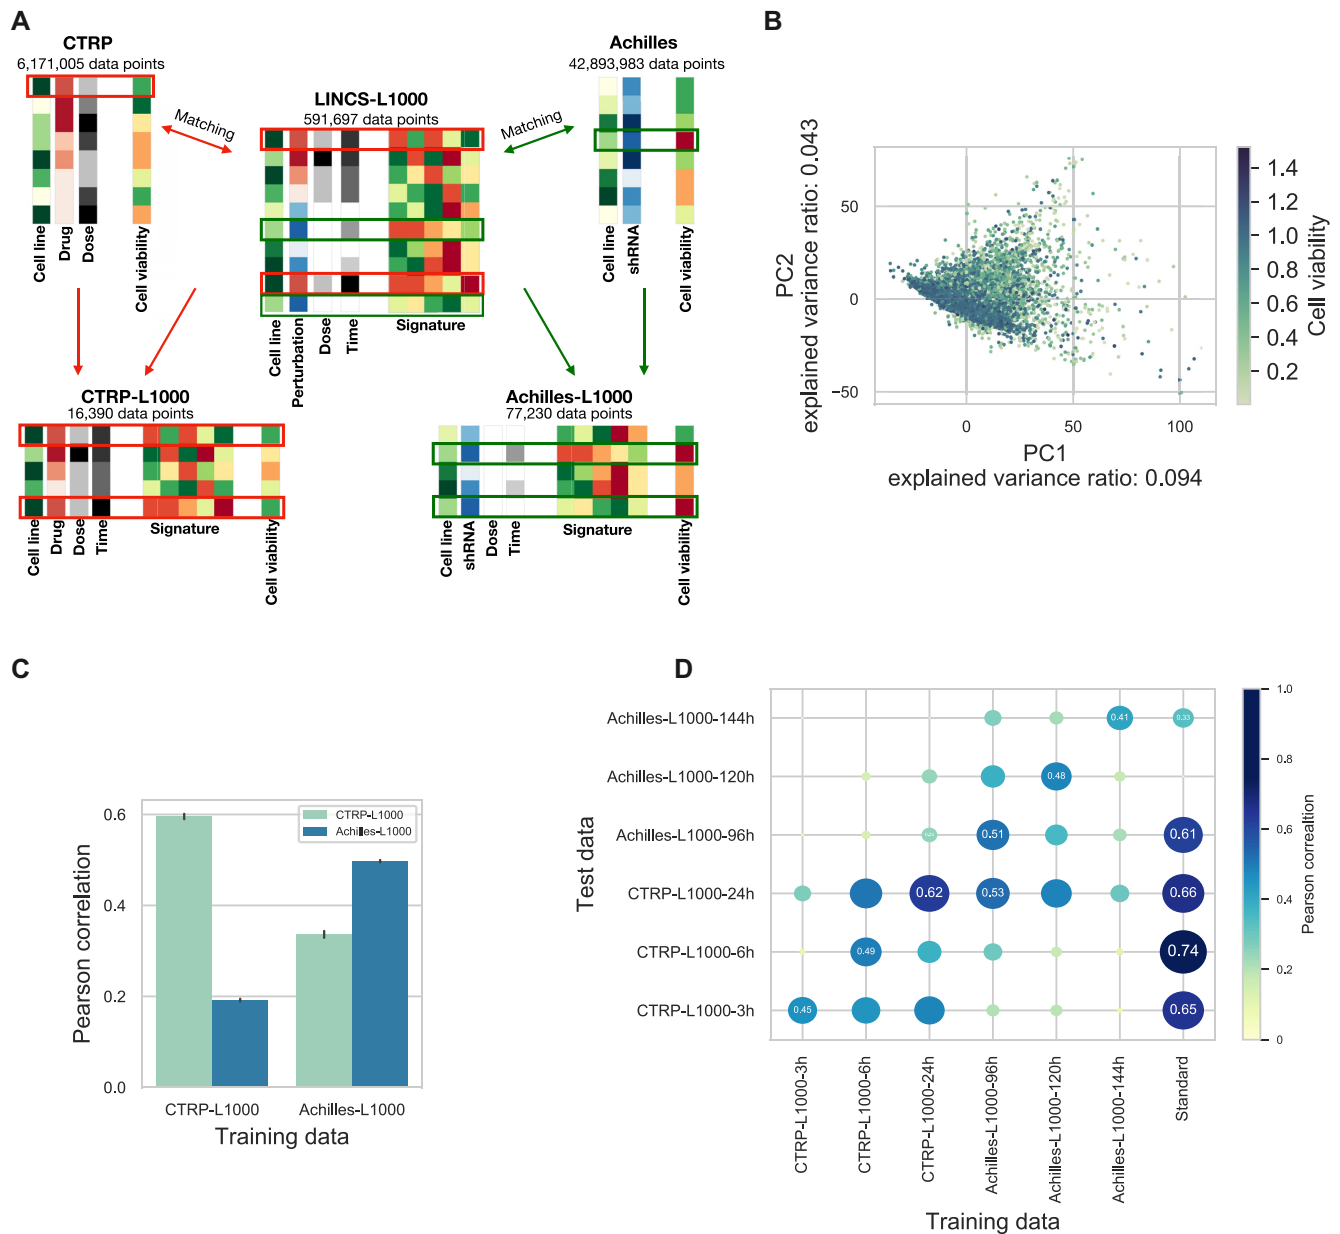 A
CTRP
6,171,005 data points
Cell line
Drug
Dose
Cell viability
Matching
LINCS-L1000
591,697 data points
Cell line
Perturbation
Dose
Time
Signature
Matching
Achilles
42,893,983 data points
Cell line
shRNA
Cell viability
CTRP-L1000
16,390 data points
Cell line
Drug
Dose
Time
Signature
Cell viability
Achilles-L1000
77,230 data points
Cell line
shRNA
Dose
Time
Signature
Cell viability
B
PC2
explained variance ratio: 0.043
50
0
−50
0
50
100
PC1
explained variance ratio: 0.094
1.4
1.2
1.0
0.8
0.6
0.4
0.2
Cell viability
C
Pearson correlation
0.6
0.4
0.2
0.0
CTRP-L1000
Achilles-L1000
CTRP-L1000
Achilles-L1000
Training data
D
Test data
Achilles-L1000-144h
0.41
0.33
Achilles-L1000-120h
0.48
Achilles-L1000-96h
0.51
0.61
CTRP-L1000-24h
0.62
0.53
0.66
CTRP-L1000-6h
0.49
0.74
CTRP-L1000-3h
0.45
0.65
CTRP-L1000-3h
CTRP-L1000-6h
CTRP-L1000-24h
Achilles-L1000-96h
Achilles-L1000-120h
Achilles-L1000-144h
Standard
Training data
1.0
0.8
0.6
0.4
0.2
0
Pearson correaltion